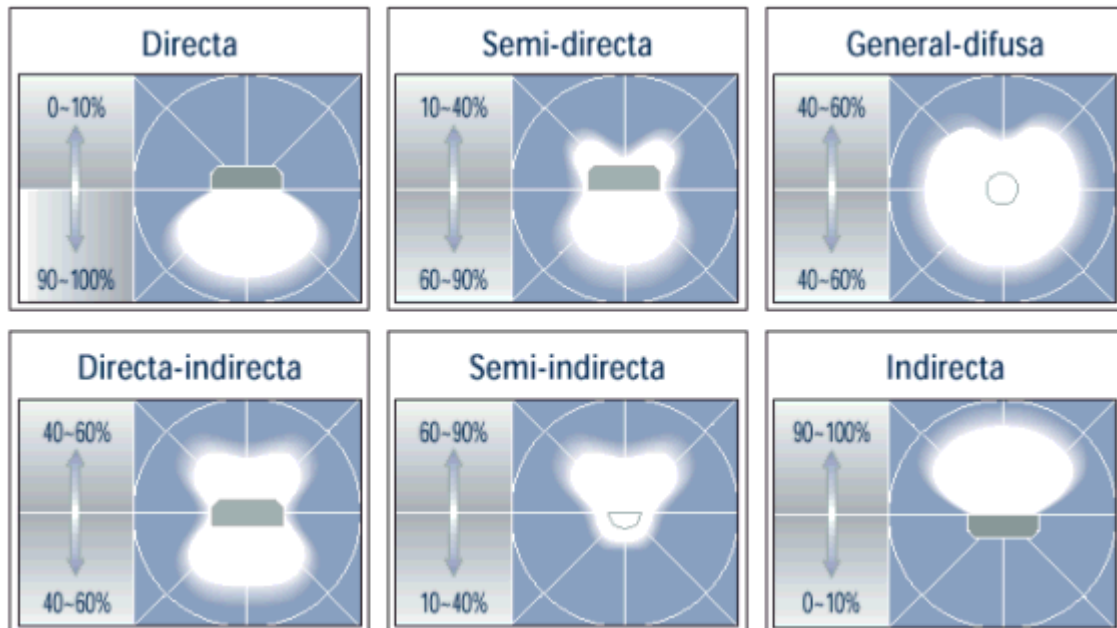 Directa
0~10%
90~100%
Semi-directa
10~40%
60~90%
General-difusa
40~60%
40~60%
Directa-indirecta
40~60%
40~60%
Semi-indirecta
60~90%
10~40%
Indirecta
90~100%
0~10%